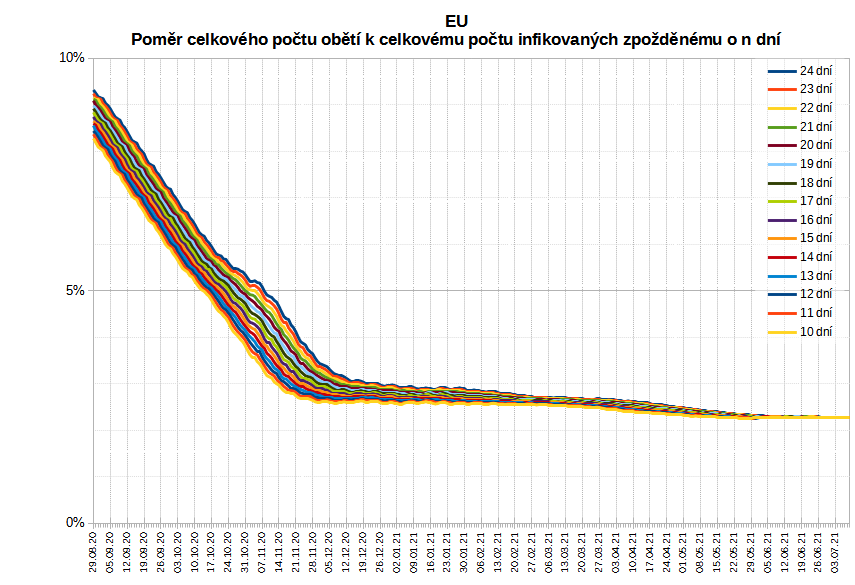 EU
Poměr celkového počtu obětí k celkovému počtu infikovaných zpožděnému o n dní
10%
5%
0%
24 dní
23 dní
22 dní
21 dní
20 dní
19 dní
18 dní
17 dní
16 dní
15 dní
14 dní
13 dní
12 dní
11 dní
10 dní
29.08.20
05.09.20
12.09.20
19.09.20
26.09.20
03.10.20
10.10.20
17.10.20
24.10.20
31.10.20
07.11.20
14.11.20
21.11.20
28.11.20
05.12.20
12.12.20
19.12.20
26.12.20
02.01.21
09.01.21
16.01.21
23.01.21
30.01.21
06.02.21
13.02.21
20.02.21
27.02.21
06.03.21
13.03.21
20.03.21
27.03.21
03.04.21
10.04.21
17.04.21
24.04.21
01.05.21
08.05.21
15.05.21
22.05.21
29.05.21
05.06.21
12.06.21
19.06.21
26.06.21
03.07.21